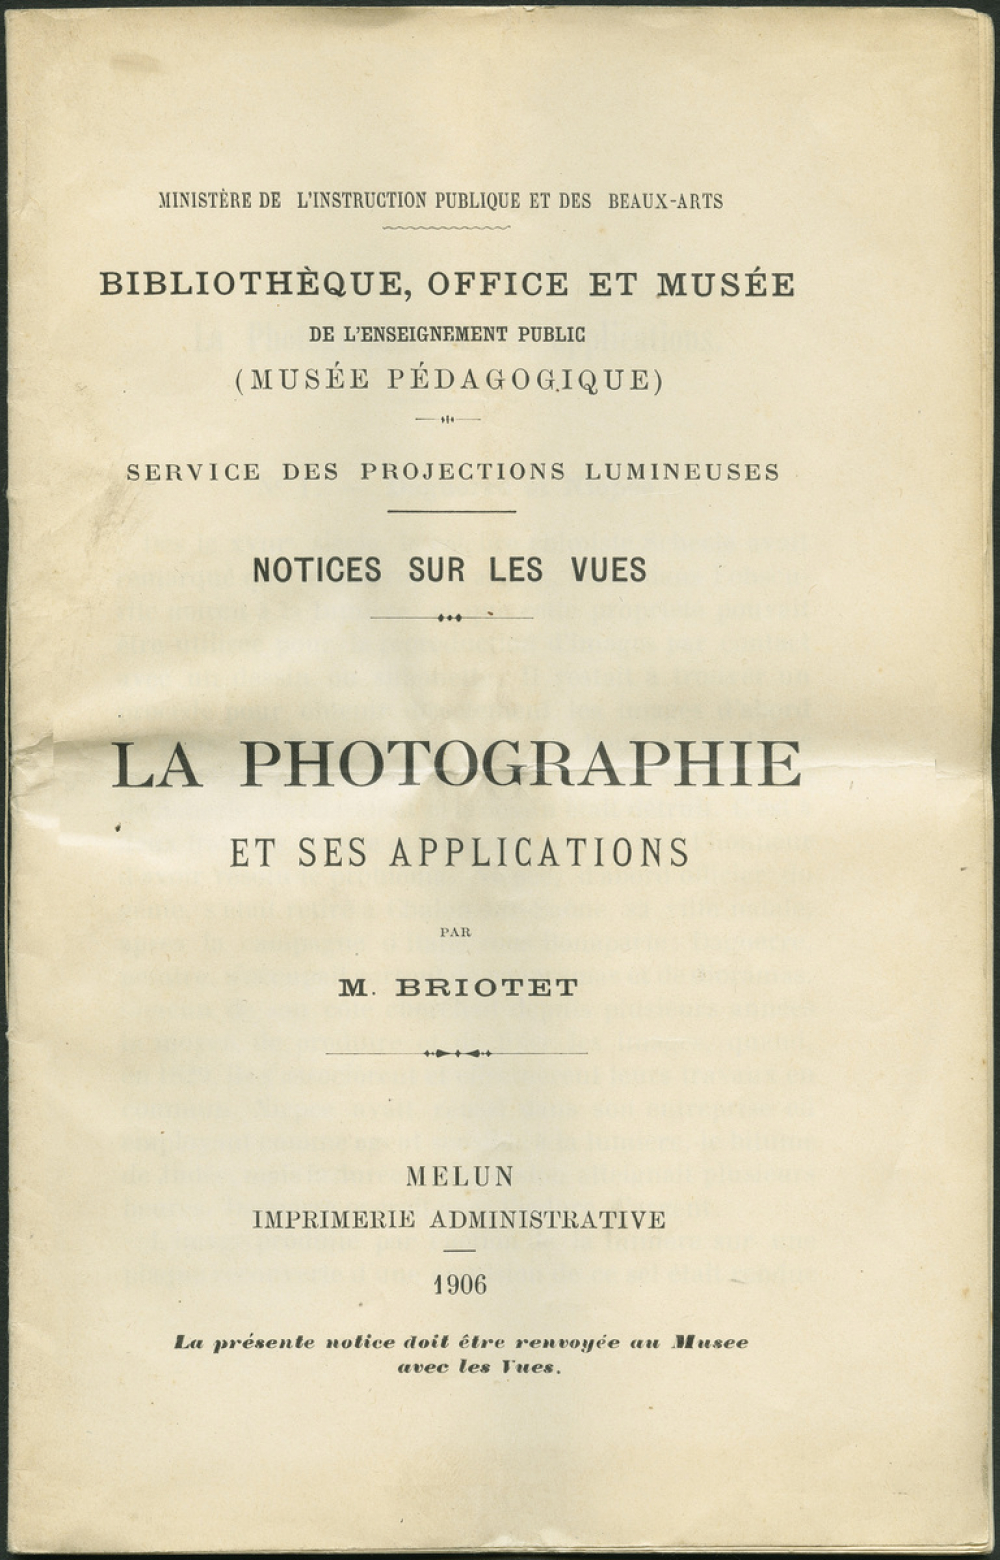 MINISTÈRE DE L'INSTRUCTION PUBLIQUE ET DES BEAUX-ARTS
BIBLIOTHÈQUE, OFFICE ET MUSÉE
DE L'ENSEIGNEMENT PUBLIC
(MUSÉE PÉDAGOGIQUE)
SERVICE DES PROJECTIONS LUMINEUSES
NOTICES SUR LES VUES
LA PHOTOGRAPHIE
ET SES APPLICATIONS
PAR
M. BRIOTET
MELUN
IMPRIMERIE ADMINISTRATIVE
1906
La présente notice doit être renvoyée au Musee
avec les Vues.